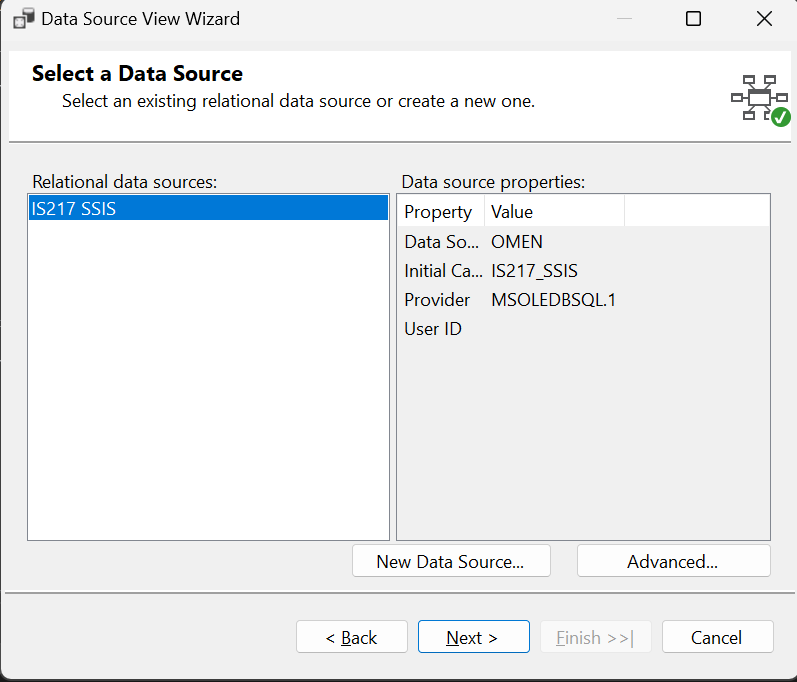 Data Source View Wizard
Select a Data Source
Select an existing relational data source or create a new one.
Relational data sources:
IS217 SSIS
Data source properties:
Property Value
Data So... OMEN
Initial Ca... IS217_SSIS
Provider MSOLEDBSQL.1
User ID
New Data Source... Advanced...
< Back Next > Finish >>| Cancel